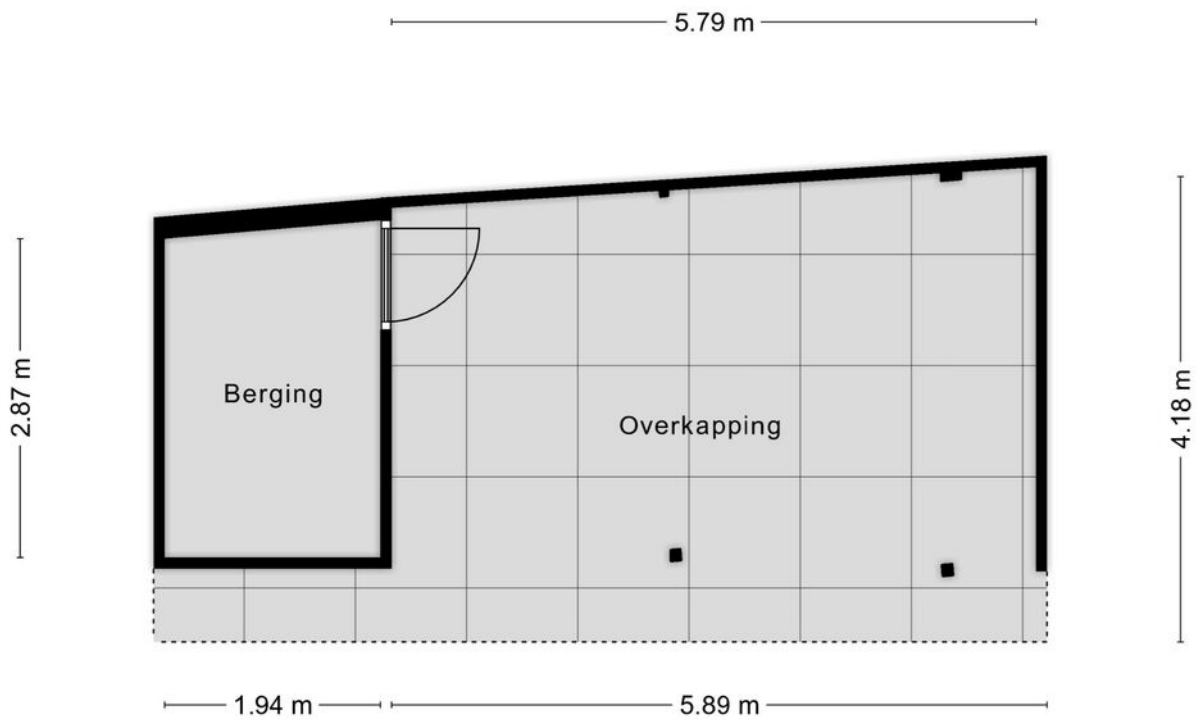 5.79 m
Berging
Overkapping
2.87 m
4.18 m
1.94 m
5.89 m